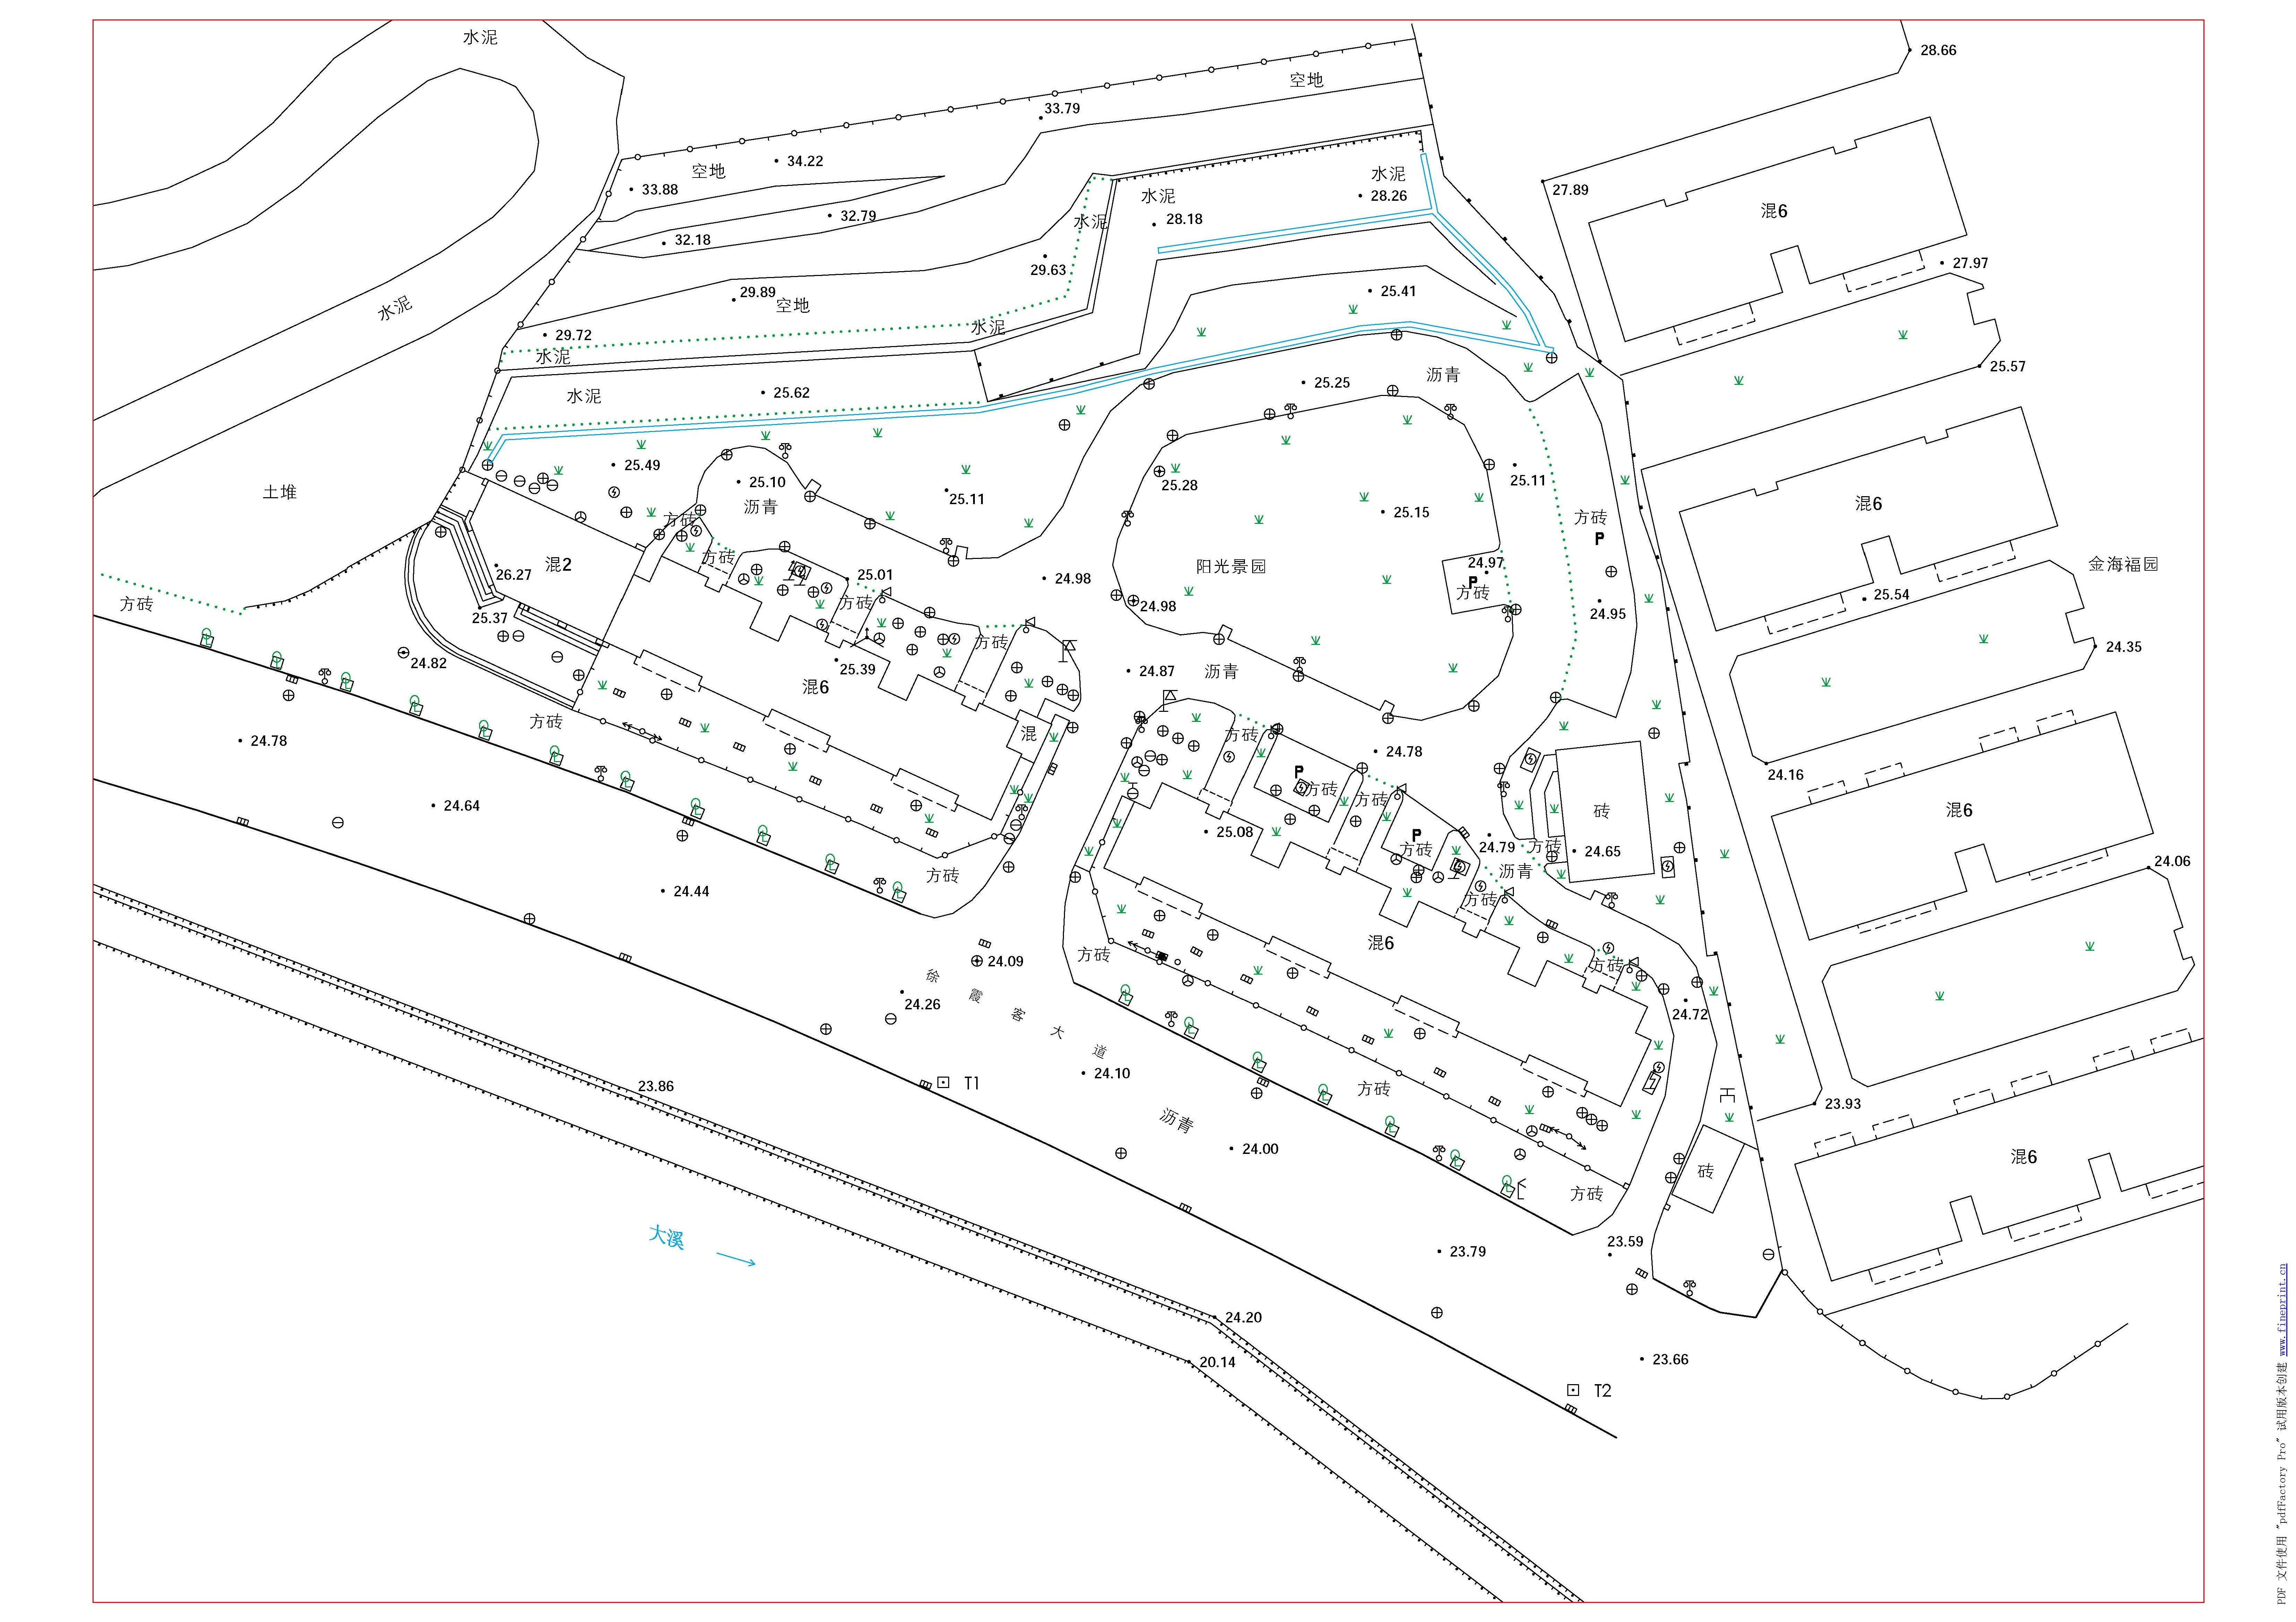 水泥
28.66
空地
33.79
34.22
空地
33.88
水泥
28.26
水泥
28.18
27.89
混6
32.79
水泥
32.18
29.63
27.97
29.89
空地
25.41
水泥
水泥
29.72
水泥
25.57
沥青
25.25
水泥
25.62
25.49
25.11
25.28
25.10
土堆
25.11
沥青
混6
25.15
方砖
方砖
P
方砖
混2
24.97
阳光景园
金海福园
26.27
25.01
24.98
P
方砖
25.54
方砖
方砖
24.98
24.95
25.37
方砖
24.35
24.82
25.39
24.87
沥青
混6
方砖
混
方砖
24.78
24.78
P
24.16
方砖
方砖
24.64
砖
混6
25.08
P
24.79
方砖
方砖
24.65
24.06
沥青
方砖
24.44
方砖
混6
方砖
24.09
方砖
徐霞客大道
24.26
24.72
24.10
T1
23.86
方砖
23.93
沥青
24.00
混6
砖
方砖
大溪
23.59
23.79
24.20
23.66
20.14
T2
PDF 文件使用 "pdfFactory Pro" 试用版本创建 www.fineprint.cn